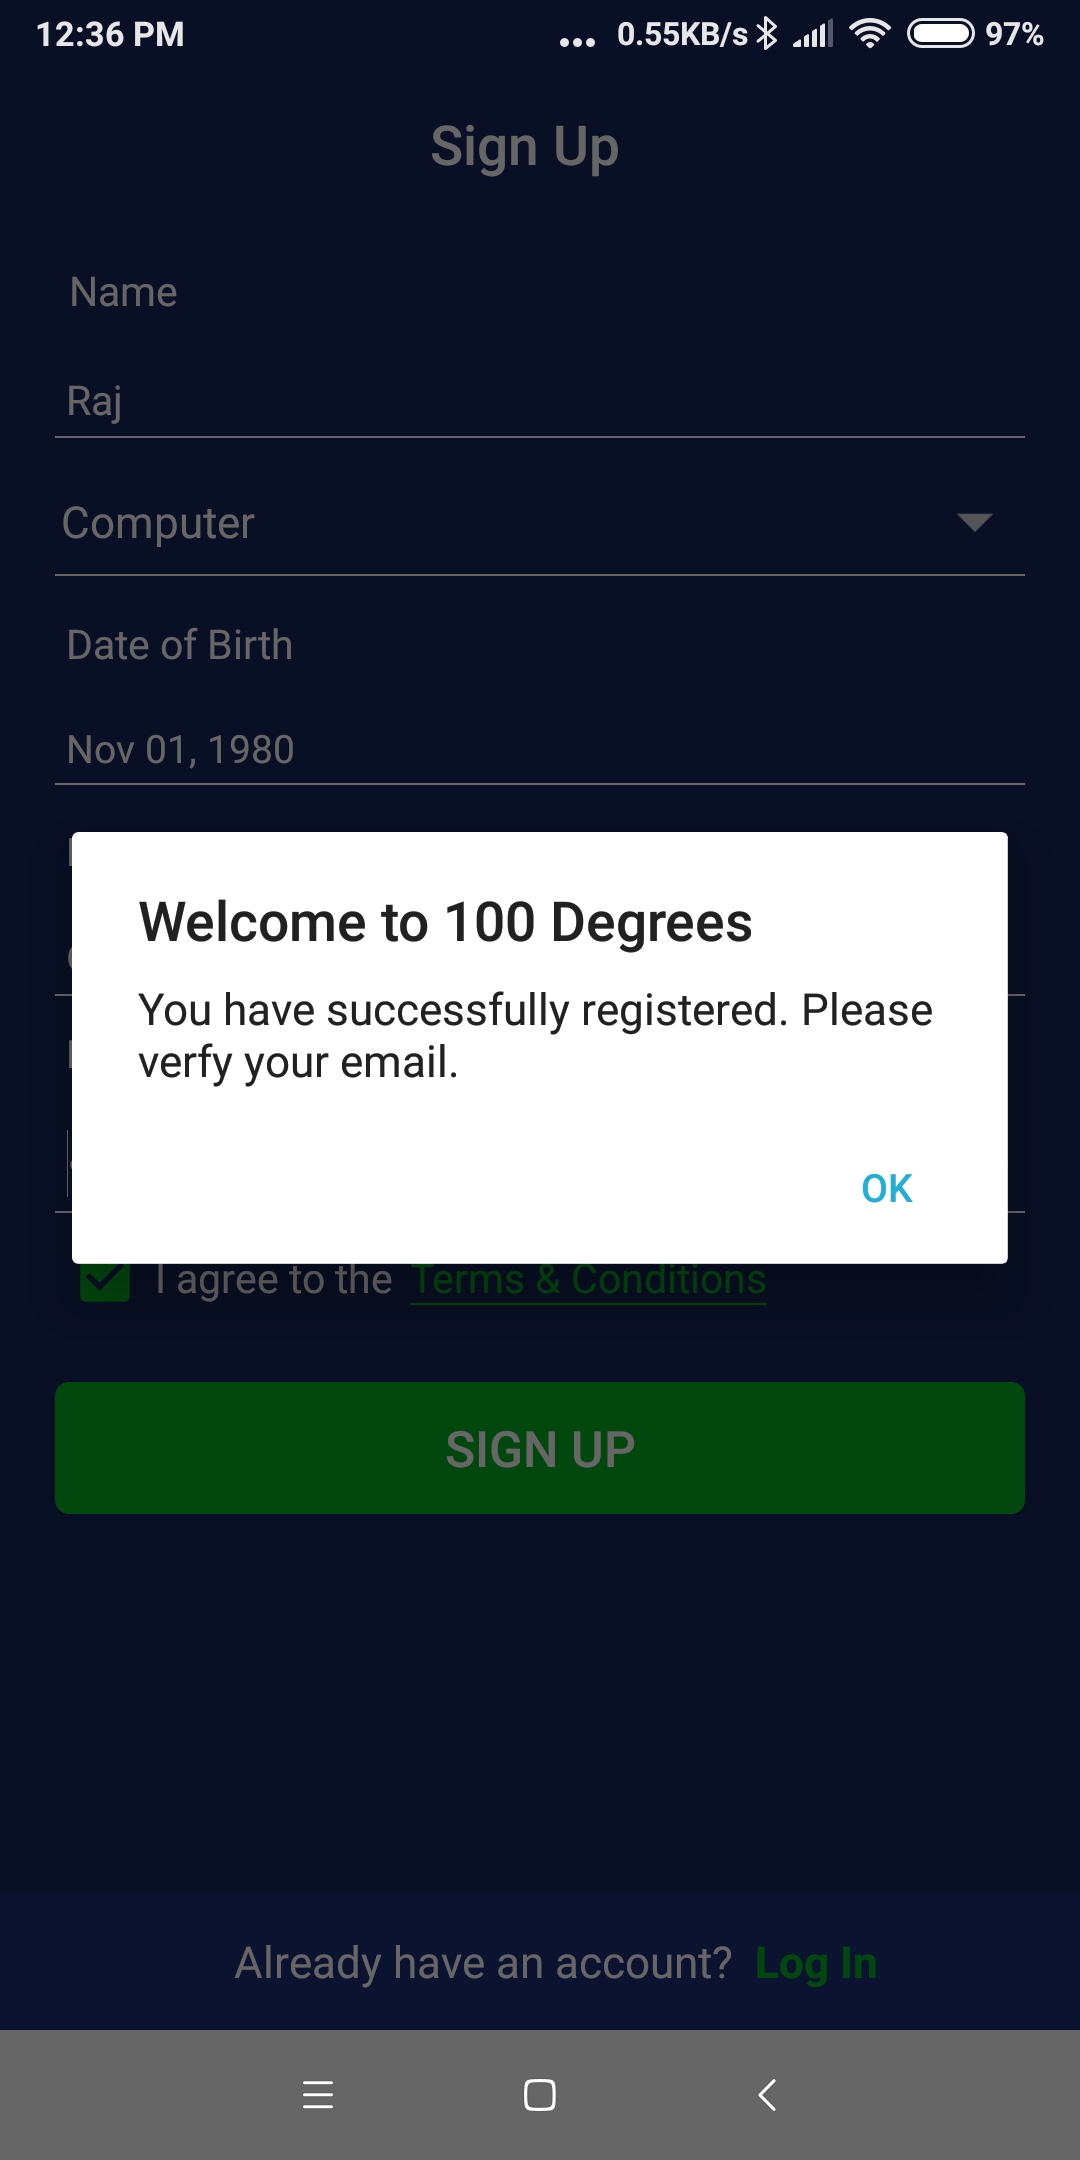 12:36 PM
... 0.55KB/s 97%
Sign Up
Name
Raj
Computer
Date of Birth
Nov 01, 1980
Welcome to 100 Degrees
You have successfully registered. Please
verfy your email.
OK
I agree to the Terms & Conditions
SIGN UP
Already have an account? Log In